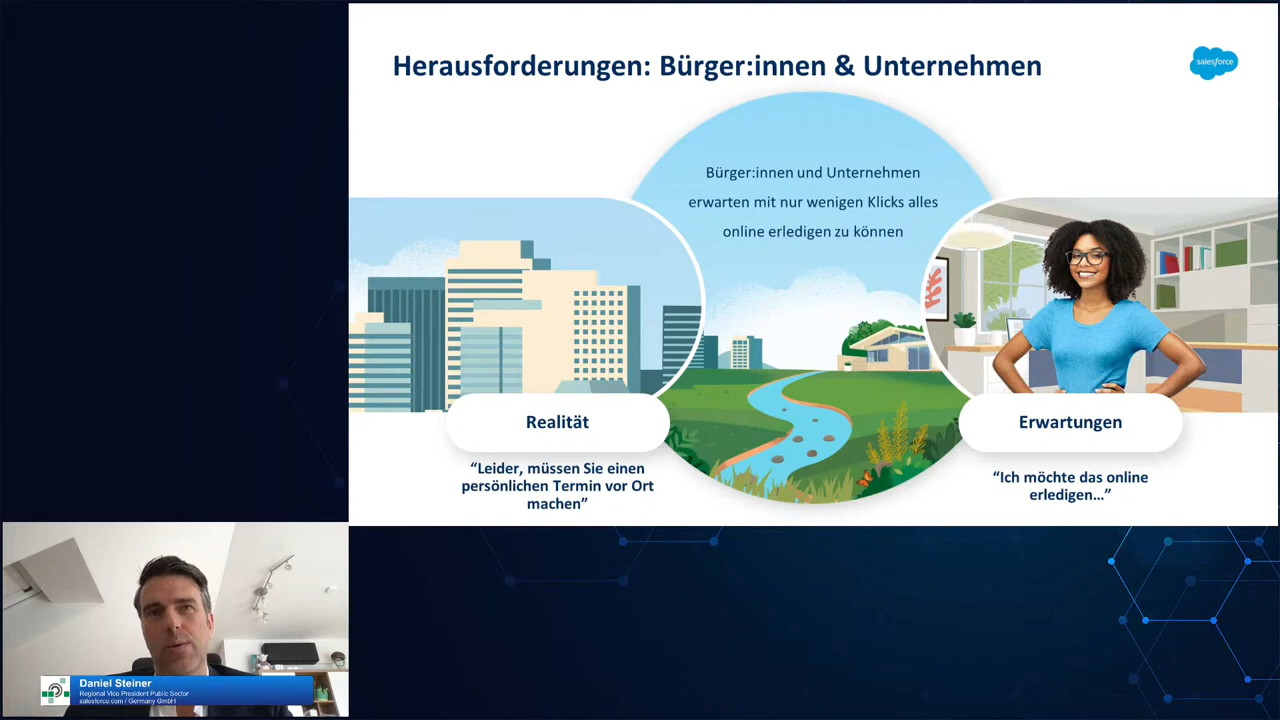 Herausforderungen: Bürger:innen & Unternehmen
salesforce
Bürger:innen und Unternehmen
erwarten mit nur wenigen Klicks alles
online erledigen zu können
Realität
“Leider, müssen Sie einen
persönlichen Termin vor Ort
machen”
Erwartungen
“Ich möchte das online
erledigen…”
Daniel Steiner
Regional Vice President Public Sector
salesforce.com / Germany GmbH